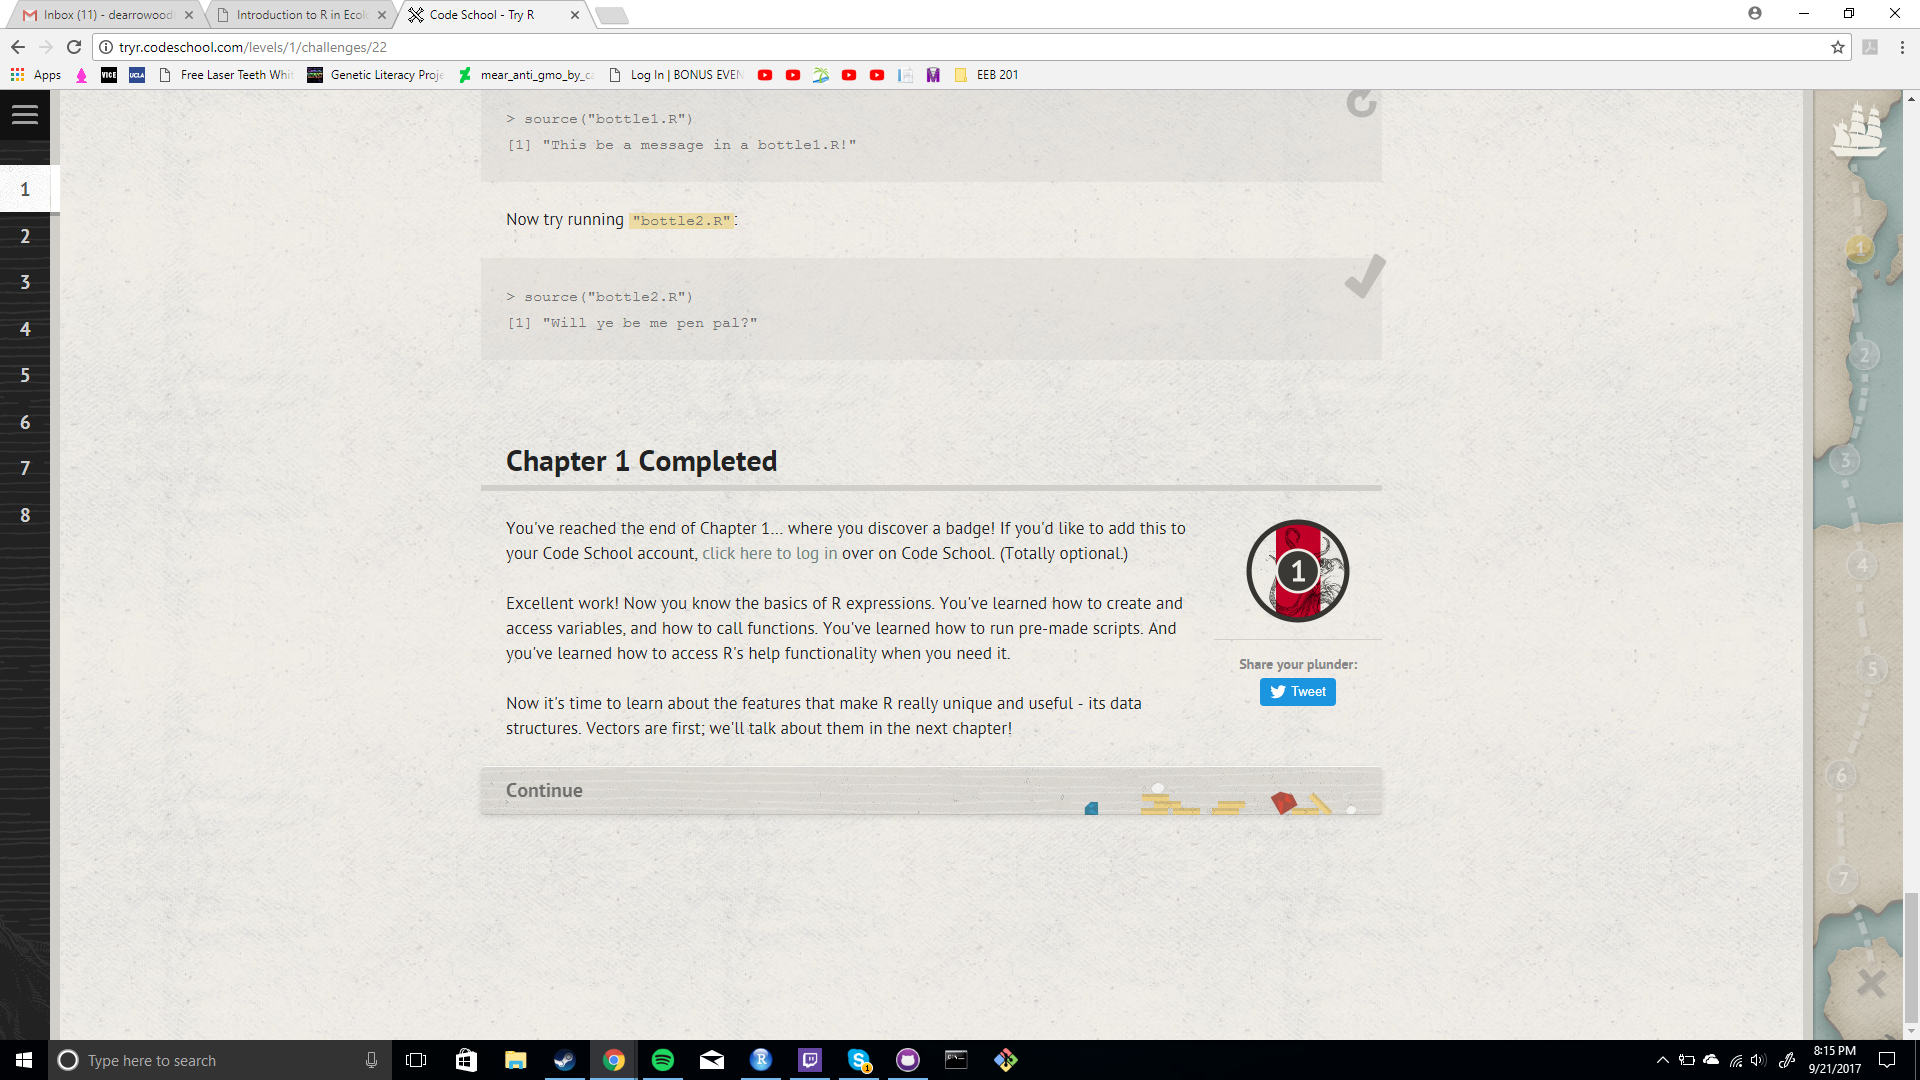 Inbox (11) - dearrowood
Introduction to R in Ecol
Code School - Try R
tryr.codeschool.com/levels/1/challenges/22
Apps
VICE
UCLA
Free Laser Teeth Whit
Genetic Literacy Proje
mear_anti_gmo_by_ca
Log In | BONUS EVEN
EEB 201
> source("bottle1.R")
[1] "This be a message in a bottle1.R!"
Now try running "bottle2.R":
> source("bottle2.R")
[1] "Will ye be me pen pal?"
1
2
3
4
5
6
7
8
Chapter 1 Completed
You've reached the end of Chapter 1... where you discover a badge! If you'd like to add this to
your Code School account, click here to log in over on Code School. (Totally optional.)
Excellent work! Now you know the basics of R expressions. You've learned how to create and
access variables, and how to call functions. You've learned how to run pre-made scripts. And
you've learned how to access R's help functionality when you need it.
Now it's time to learn about the features that make R really unique and useful - its data
structures. Vectors are first; we'll talk about them in the next chapter!
1
Share your plunder:
Tweet
Continue
1
2
3
4
5
6
7
Type here to search
R
1
8:15 PM
9/21/2017